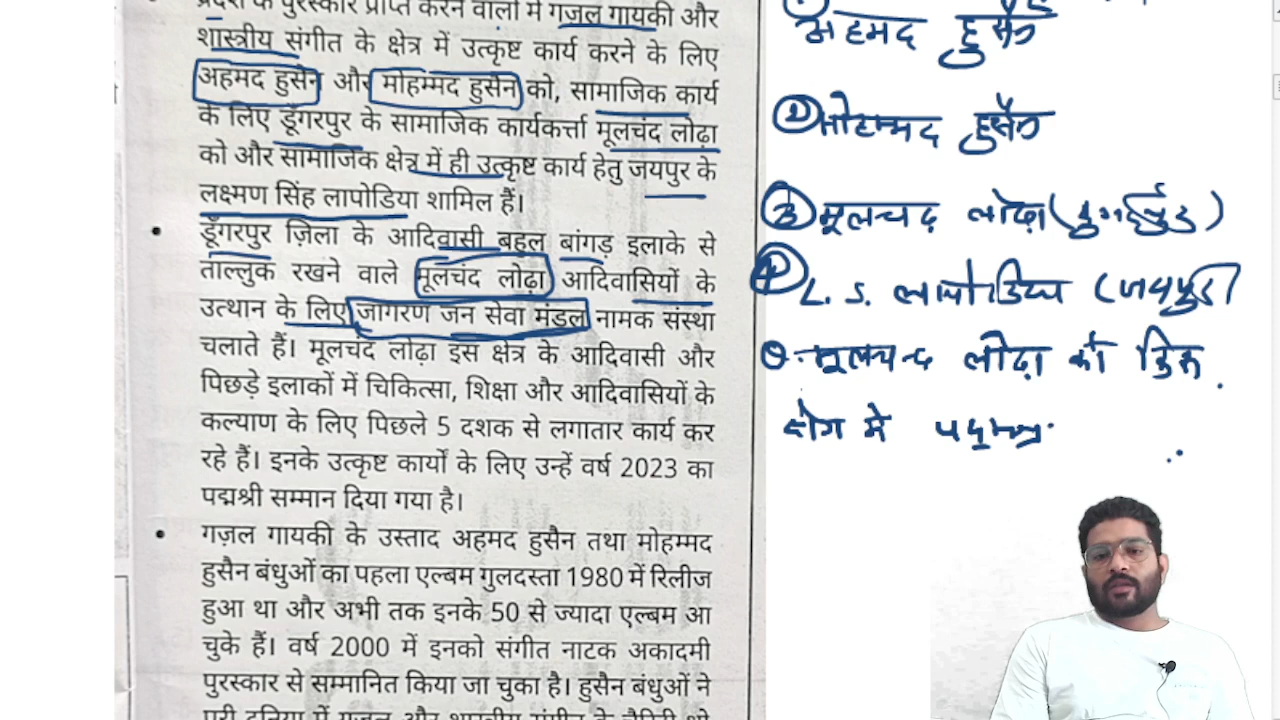 प्रदेश के पुरस्कार प्राप्त करने वालों में गजल गायकी और
शास्त्रीय संगीत के क्षेत्र में उत्कृष्ट कार्य करने के लिए
अहमद हुसैन और मोहम्मद हुसैन को, सामाजिक कार्य
के लिए डूँगरपुर के सामाजिक कार्यकर्त्ता मूलचंद लोढ़ा
को और सामाजिक क्षेत्र में ही उत्कृष्ट कार्य हेतु जयपुर के
लक्ष्मण सिंह लापोडिया शामिल हैं।
• डूँगरपुर ज़िला के आदिवासी बहुल बांगड़ इलाके से
ताल्लुक रखने वाले मूलचंद लोढ़ा आदिवासियों के
उत्थान के लिए जागरण जन सेवा मंडल नामक संस्था
चलाते हैं। मूलचंद लोढ़ा इस क्षेत्र के आदिवासी और
पिछड़े इलाकों में चिकित्सा, शिक्षा और आदिवासियों के
कल्याण के लिए पिछले 5 दशक से लगातार कार्य कर
रहे हैं। इनके उत्कृष्ट कार्यों के लिए उन्हें वर्ष 2023 का
पद्मश्री सम्मान दिया गया है।
• गज़ल गायकी के उस्ताद अहमद हुसैन तथा मोहम्मद
हुसैन बंधुओं का पहला एल्बम गुलदस्ता 1980 में रिलीज
हुआ था और अभी तक इनके 50 से ज्यादा एल्बम आ
चुके हैं। वर्ष 2000 में इनको संगीत नाटक अकादमी
पुरस्कार से सम्मानित किया जा चुका है। हुसैन बंधुओं ने
अहमद हुसैन
② मोहम्मद हुसैन
③ मूलचंद लोढा
④ L. S. लापोडिया (जयपुर)
मूलचन्द लोढ़ा को किस
में